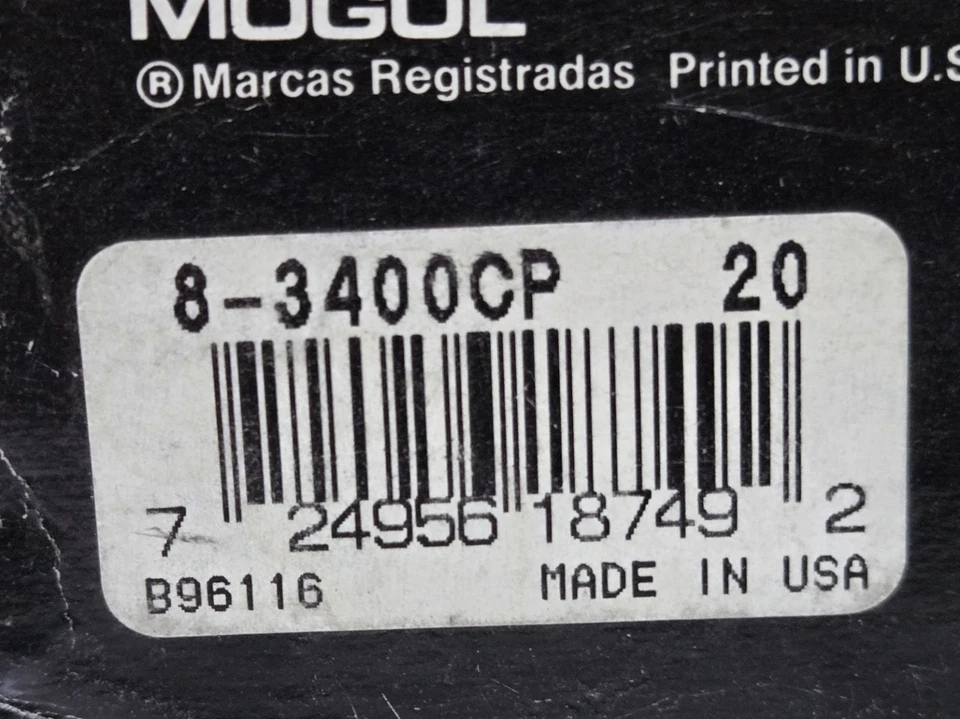 MOGUL
®Marcas Registradas Printed in U.S
8-3400CP 20
7 24956 18749 2
B96116 MADE IN USA